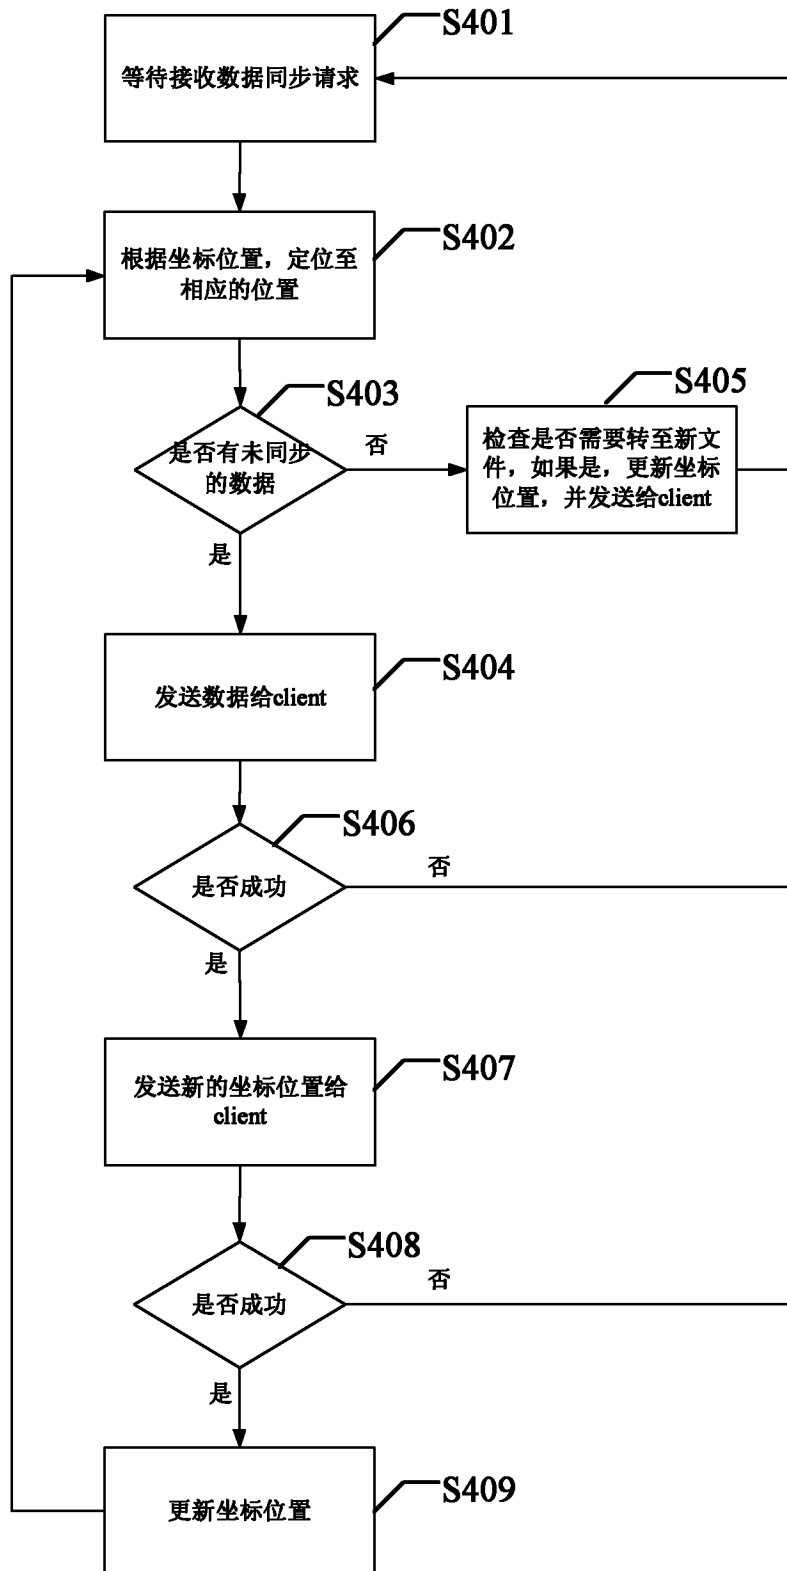 S401
等待接收数据同步请求
S402
根据坐标位置，定位至
相应的位置
S403
是否有未同步
的数据
否
S405
检查是否需要转至新文
件，如果是，更新坐标
位置，并发送给client
是
S404
发送数据给client
S406
是否成功
否
是
S407
发送新的坐标位置给
client
S408
是否成功
否
是
S409
更新坐标位置